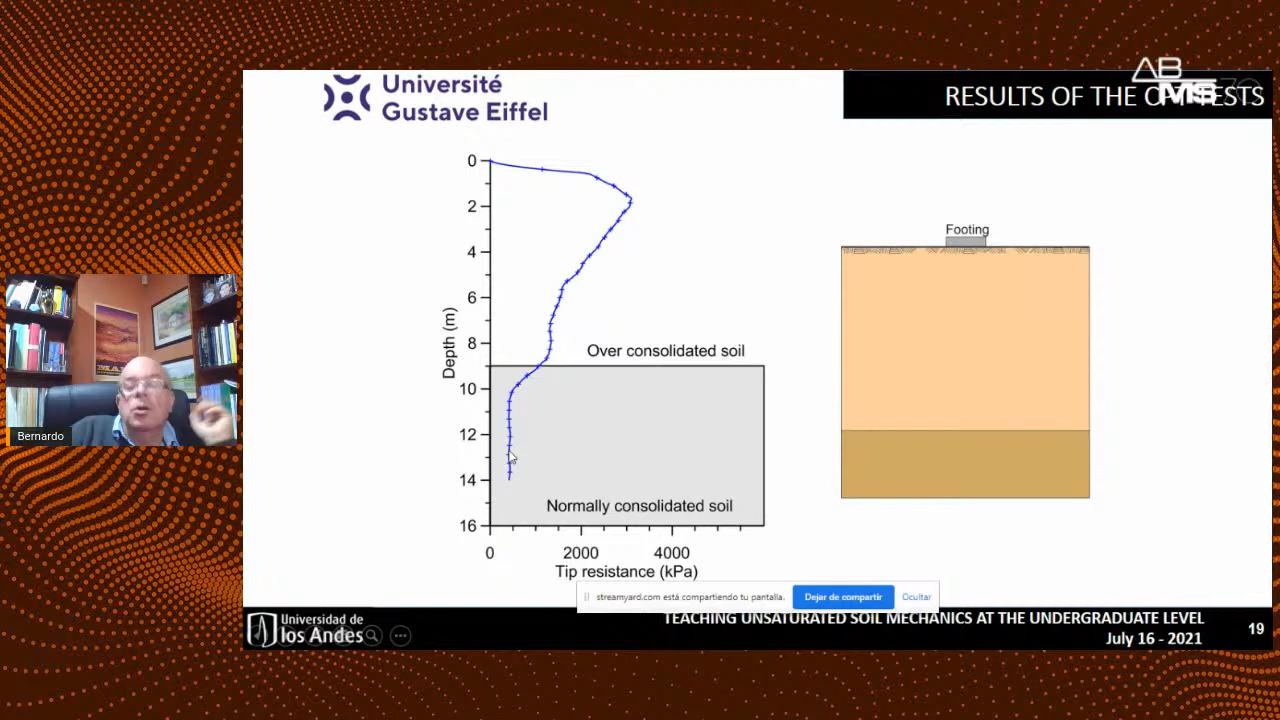 Université
Gustave Eiffel
RESULTS OF THE
TESTS
ABMS
0
2
4
6
8
10
12
14
16
Depth (m)
Over consolidated soil
Normally consolidated soil
0 2000 4000
Tip resistance (kPa)
Footing
Bernardo
streamyard.com está compartiendo tu pantalla.
Dejar de compartir
Ocultar
Universidad de
los Andes
TEACHING UNSATURATED SOIL MECHANICS AT THE UNDERGRADUATE LEVEL
July 16 - 2021
19